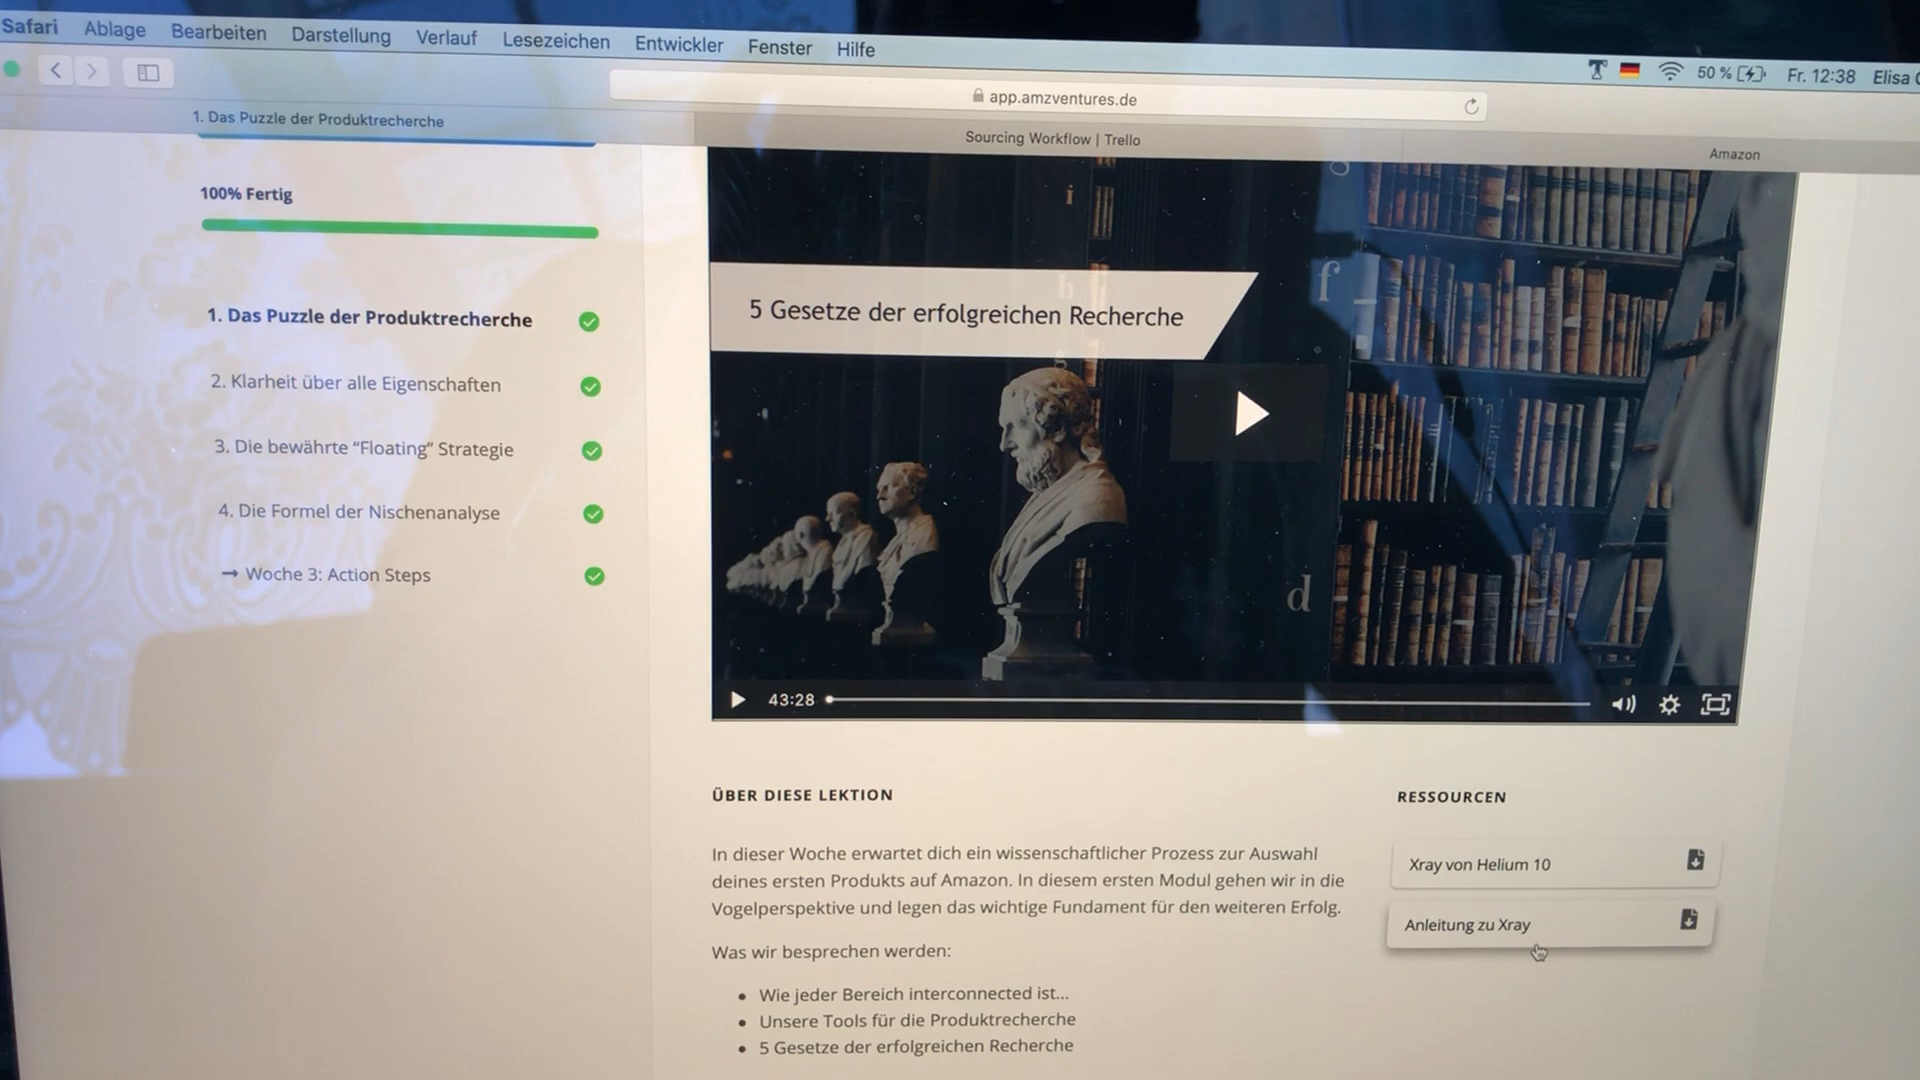 Safari Ablage Bearbeiten Darstellung Verlauf Lesezeichen Entwickler Fenster Hilfe
50 % Fr. 12:38 Elisa
app.amzventures.de
1. Das Puzzle der Produktrecherche
Sourcing Workflow | Trello
Amazon
100% Fertig
1. Das Puzzle der Produktrecherche
2. Klarheit über alle Eigenschaften
3. Die bewährte “Floating” Strategie
4. Die Formel der Nischenanalyse
→ Woche 3: Action Steps
i
h
f
5 Gesetze der erfolgreichen Recherche
d
43:28
ÜBER DIESE LEKTION
In dieser Woche erwartet dich ein wissenschaftlicher Prozess zur Auswahl
deines ersten Produkts auf Amazon. In diesem ersten Modul gehen wir in die
Vogelperspektive und legen das wichtige Fundament für den weiteren Erfolg.
Was wir besprechen werden:
• Wie jeder Bereich interconnected ist...
• Unsere Tools für die Produktrecherche
• 5 Gesetze der erfolgreichen Recherche
RESSOURCEN
Xray von Helium 10
Anleitung zu Xray